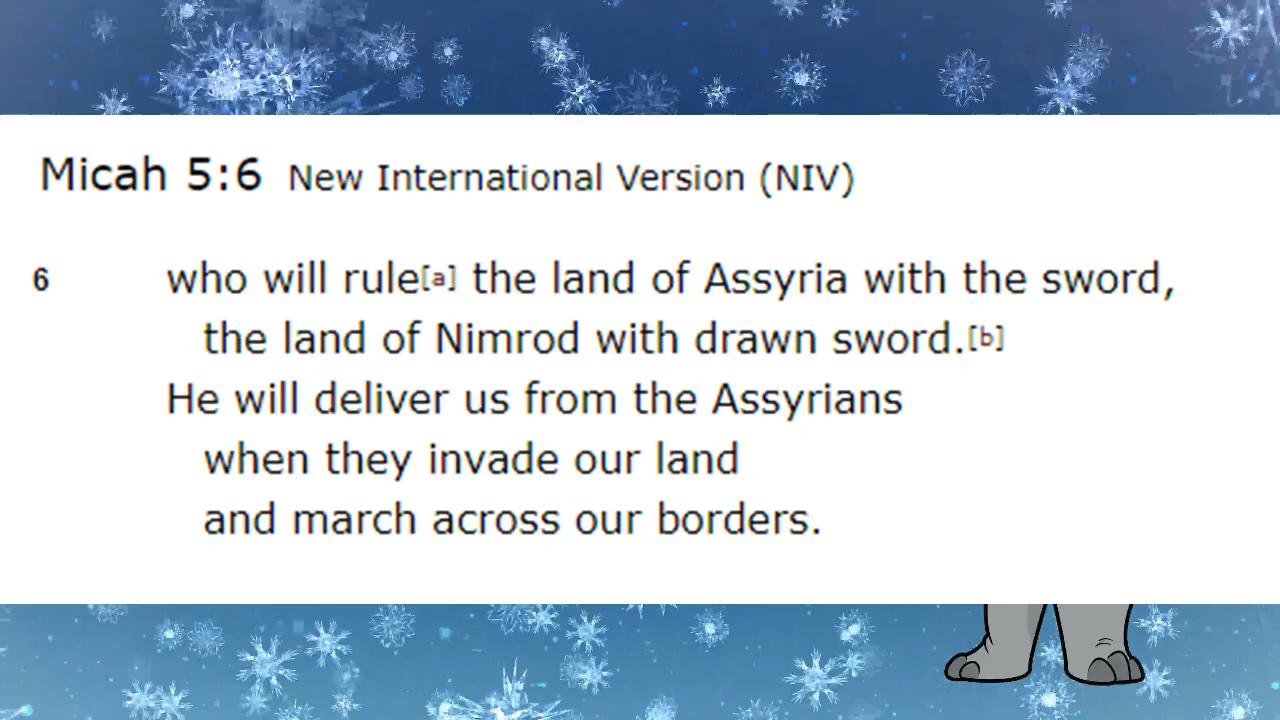 Micah 5:6 New International Version (NIV)
6 who will rule[a] the land of Assyria with the sword,
the land of Nimrod with drawn sword.[b]
He will deliver us from the Assyrians
when they invade our land
and march across our borders.